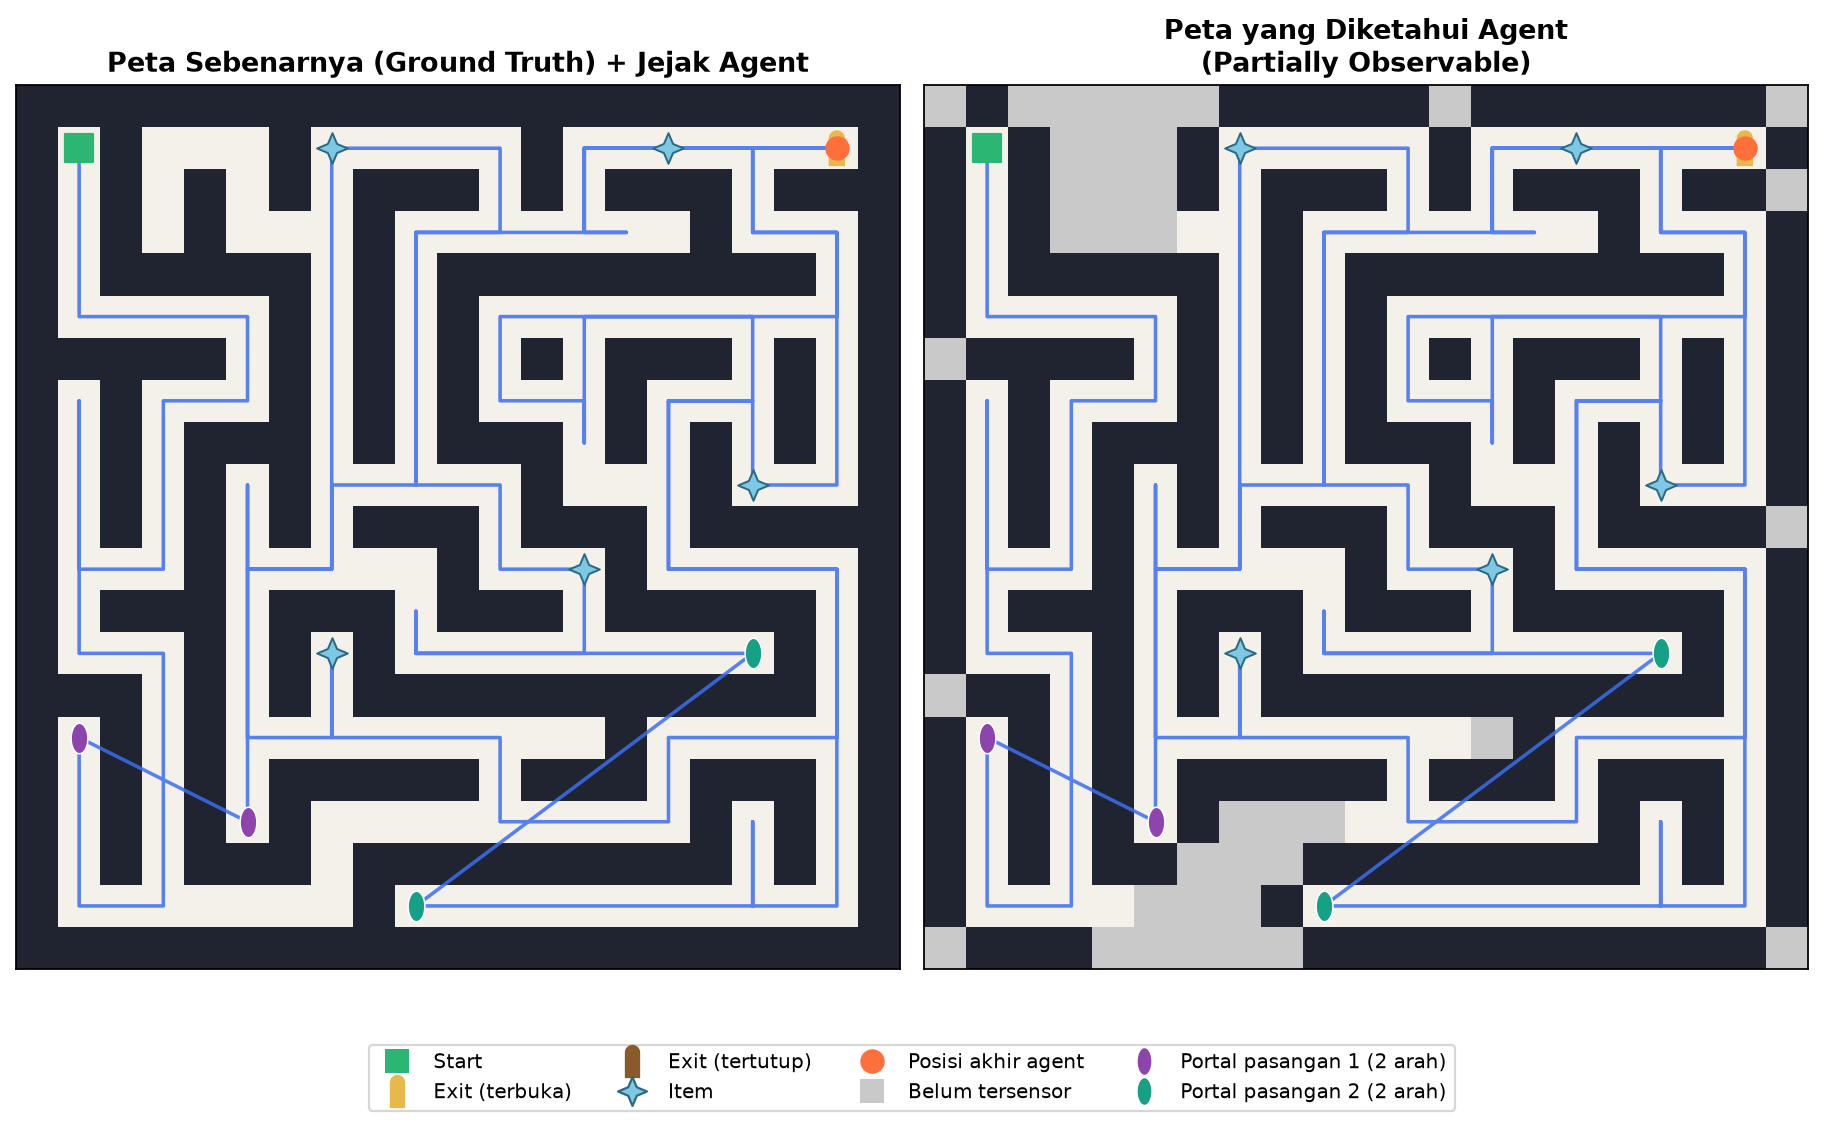 Peta Sebenarnya (Ground Truth) + Jejak Agent
Peta yang Diketahui Agent
(Partially Observable)
Start
Exit (terbuka)
Exit (tertutup)
Item
Posisi akhir agent
Belum tersensor
Portal pasangan 1 (2 arah)
Portal pasangan 2 (2 arah)